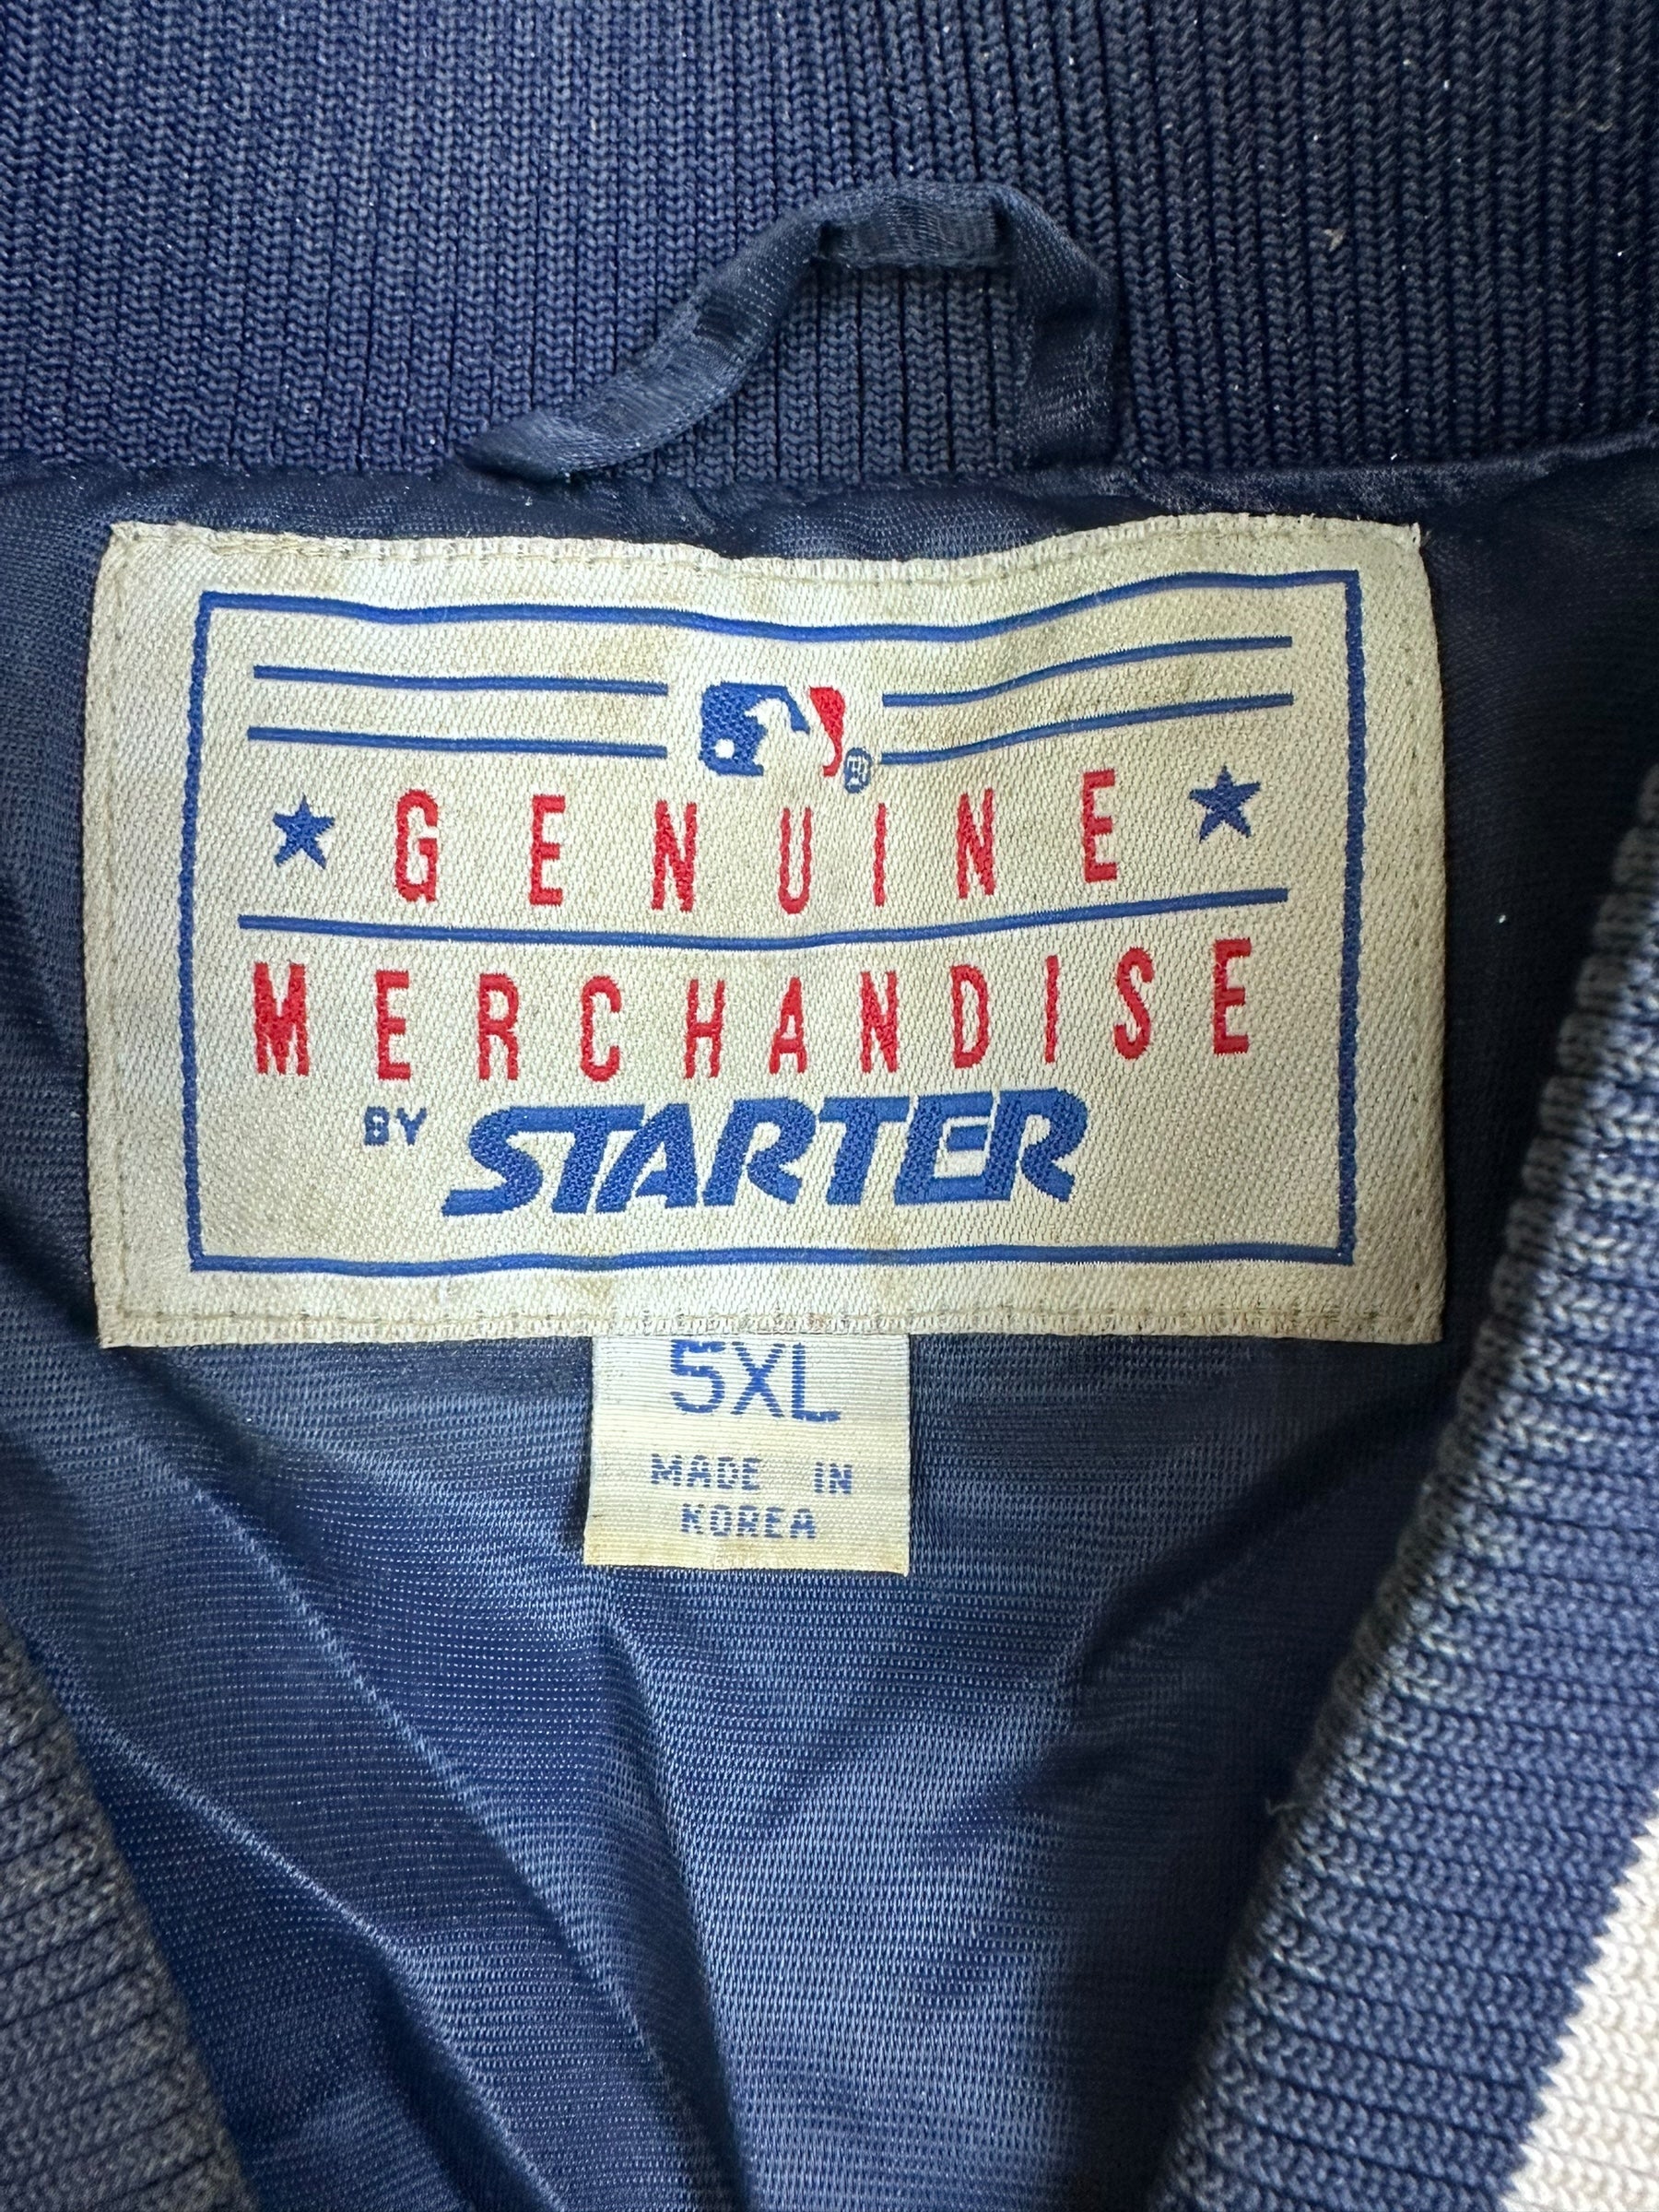 ®
GENUINE
MERCHANDISE
BY STARTER
5XL
MADE IN
KOREA